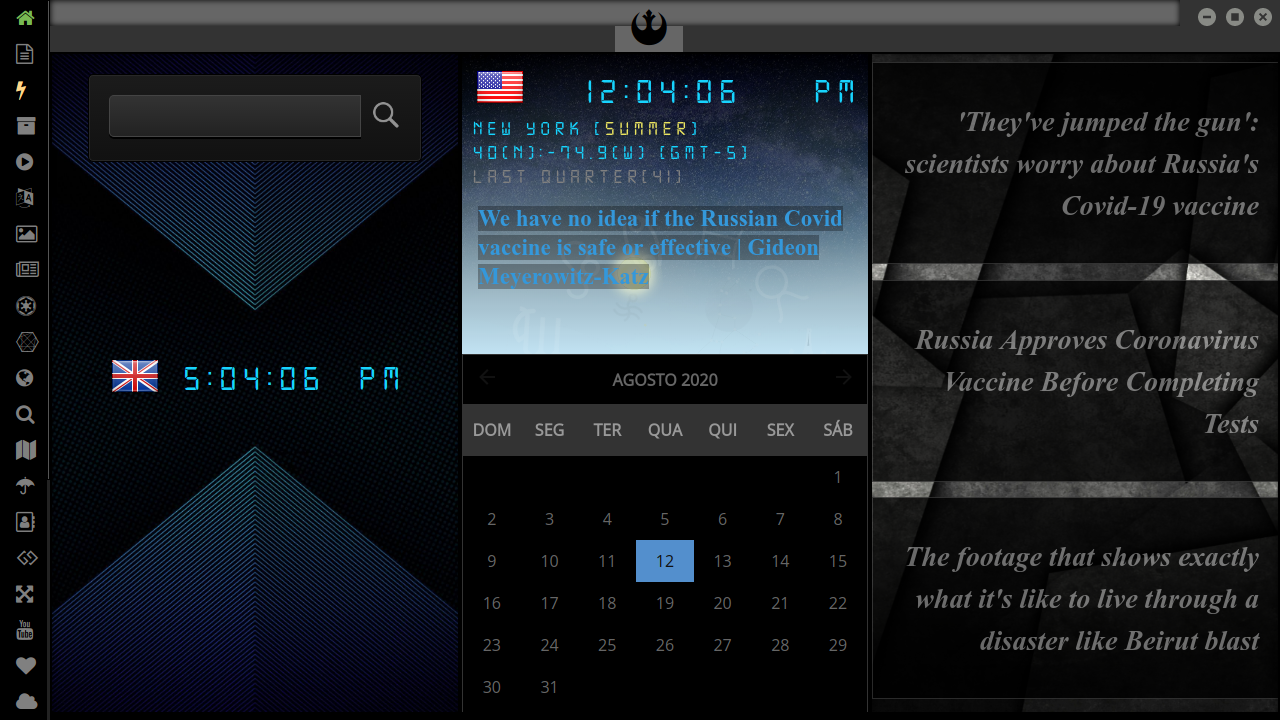 12:04:06 PM
NEW YORK (SUMMER)
40(N):-74.9(W) (GMT-5)
LAST QUARTER(41)
We have no idea if the Russian Covid
vaccine is safe or effective | Gideon
Meyerowitz-Katz
5:04:06 PM
AGOSTO 2020
DOM SEG TER QUA QUI SEX SÁB
1
2 3 4 5 6 7 8
9 10 11 12 13 14 15
16 17 18 19 20 21 22
23 24 25 26 27 28 29
30 31
'They've jumped the gun':
scientists worry about Russia's
Covid-19 vaccine
Russia Approves Coronavirus
Vaccine Before Completing
Tests
The footage that shows exactly
what it's like to live through a
disaster like Beirut blast
You
Tube